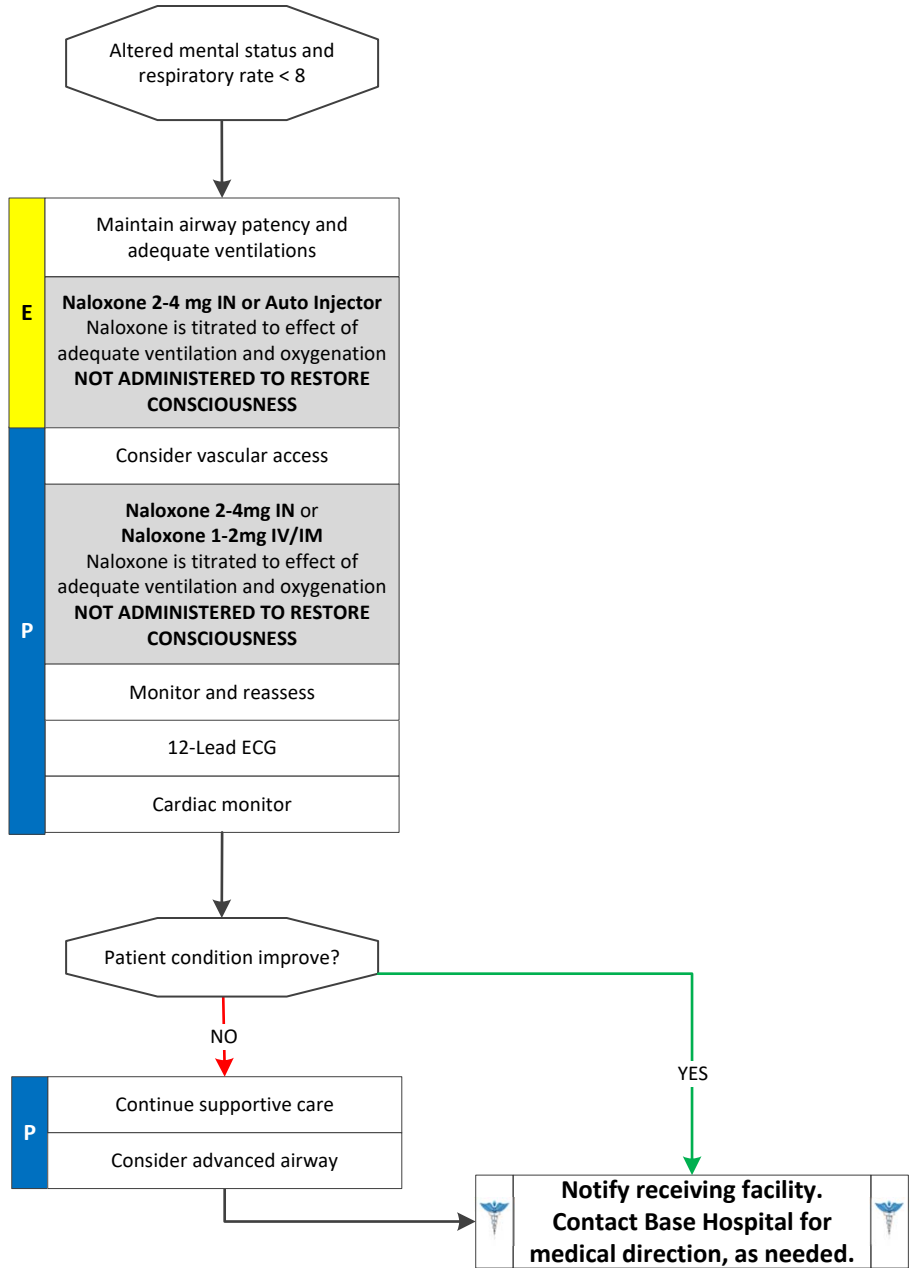 Altered mental status and
respiratory rate < 8
E
Maintain airway patency and
adequate ventilations
Naloxone 2-4 mg IN or Auto Injector
Naloxone is titrated to effect of
adequate ventilation and oxygenation
NOT ADMINISTERED TO RESTORE
CONSCIOUSNESS
P
Consider vascular access
Naloxone 2-4mg IN or
Naloxone 1-2mg IV/IM
Naloxone is titrated to effect of
adequate ventilation and oxygenation
NOT ADMINISTERED TO RESTORE
CONSCIOUSNESS
Monitor and reassess
12-Lead ECG
Cardiac monitor
Patient condition improve?
NO
YES
P
Continue supportive care
Consider advanced airway
Notify receiving facility.
Contact Base Hospital for
medical direction, as needed.